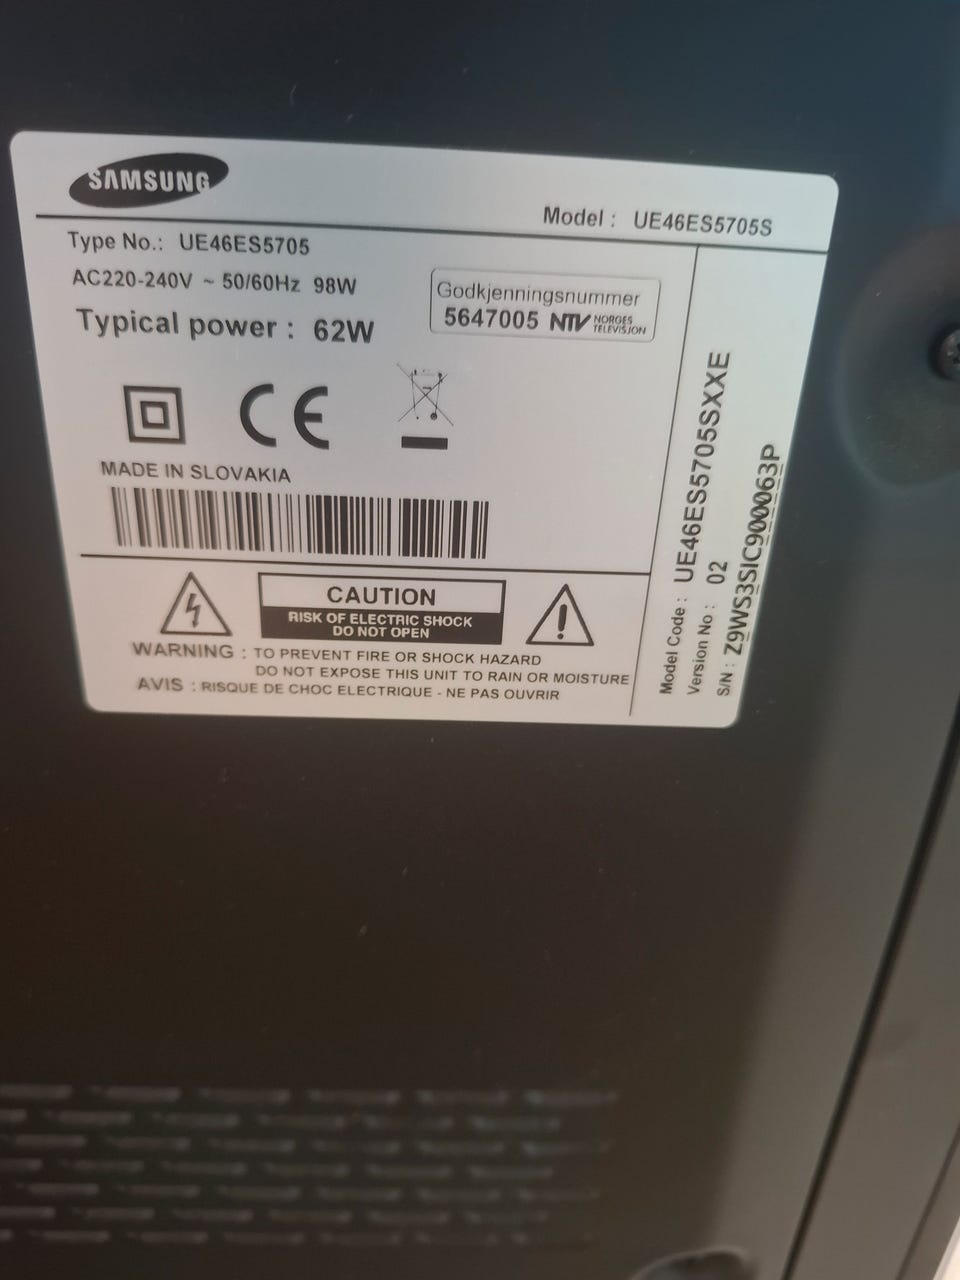 SAMSUNG
Model : UE46ES5705S
Type No.: UE46ES5705
AC220-240V ~ 50/60Hz 98W
Typical power : 62W
Godkjenningsnummer
5647005 NTV NORGES
TELEVISJON
CE
MADE IN SLOVAKIA
CAUTION
RISK OF ELECTRIC SHOCK
DO NOT OPEN
WARNING : TO PREVENT FIRE OR SHOCK HAZARD
DO NOT EXPOSE THIS UNIT TO RAIN OR MOISTURE
AVIS : RISQUE DE CHOC ELECTRIQUE - NE PAS OUVRIR
Model Code : UE46ES5705SXXE
Version No : 02
S/N : Z9WS3SIC900063P